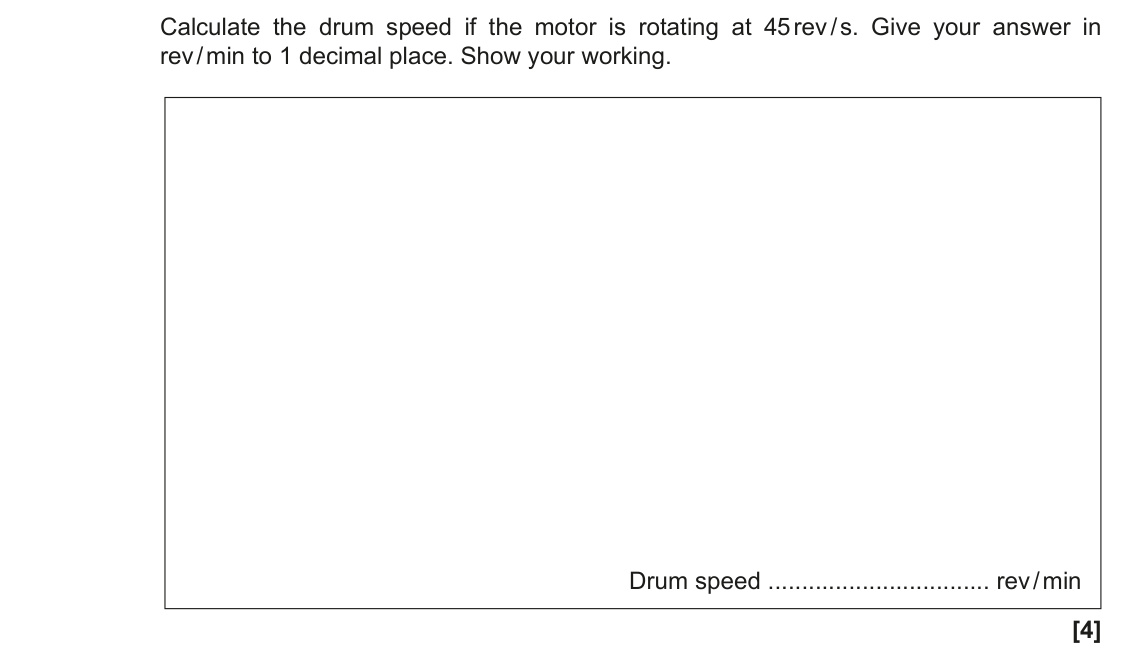 Calculate the drum speed if the motor is rotating at 45 rev / s. Give your answer in
rev / min to 1 decimal place. Show your working.
Drum speed ................................ rev / min
[4]